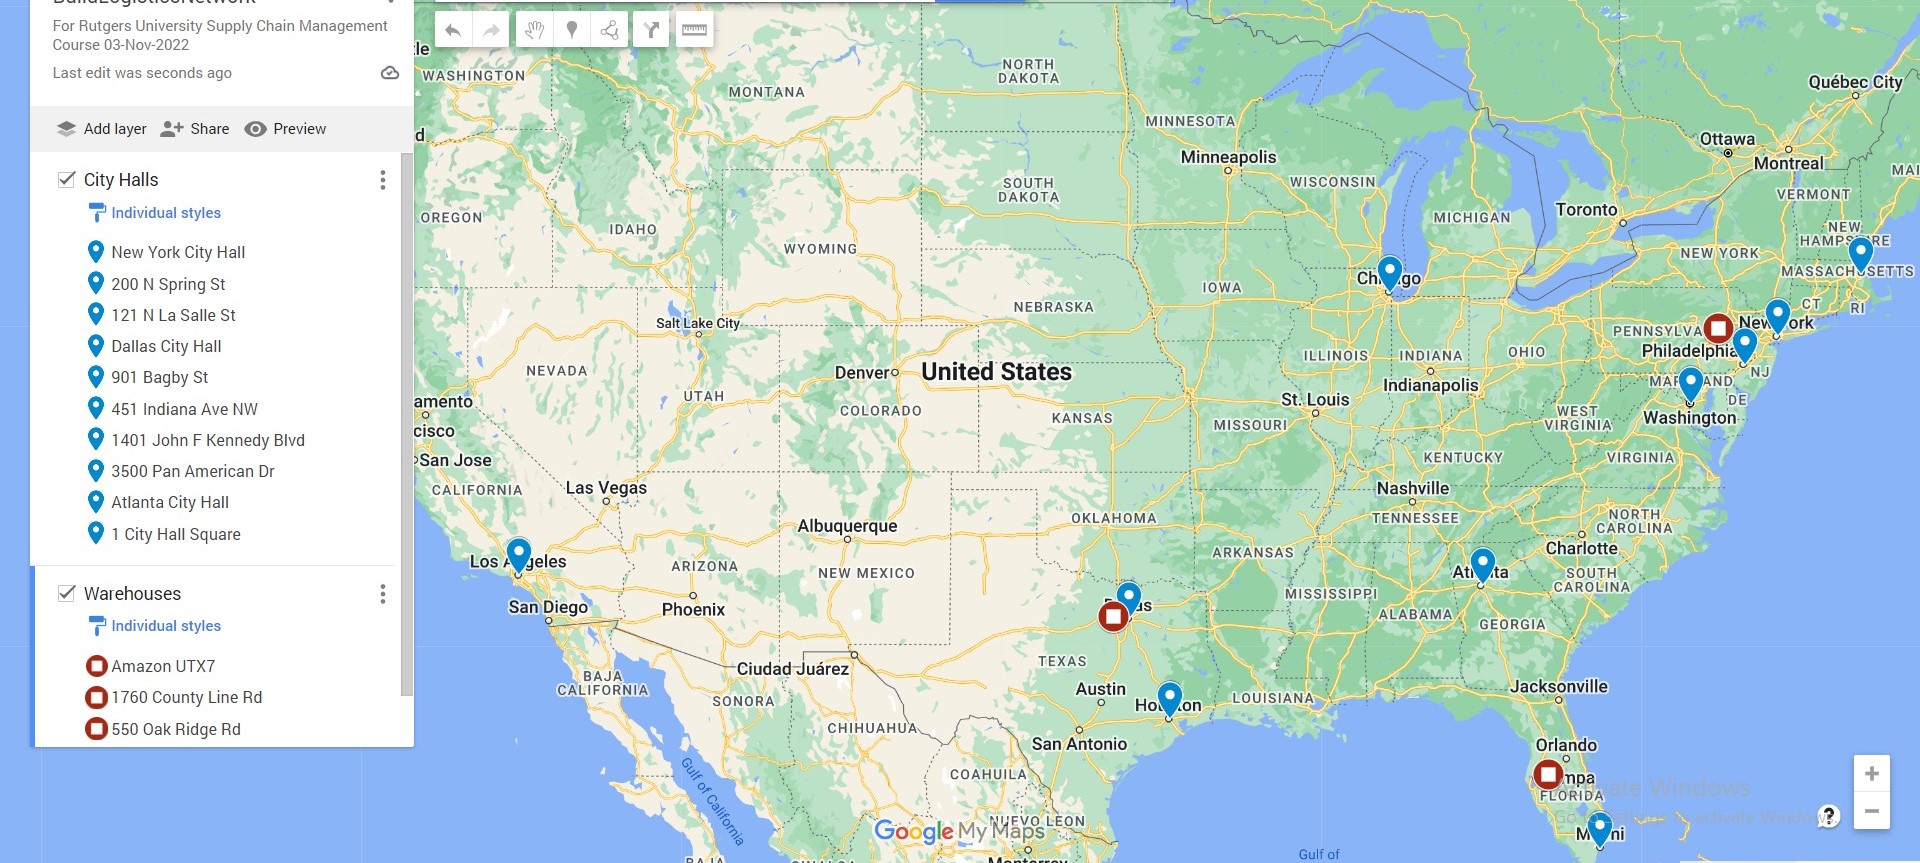 BuildLogisticsNetwork
For Rutgers University Supply Chain Management
Course 03-Nov-2022
Last edit was seconds ago
Add layer Share Preview
City Halls
Individual styles
New York City Hall
200 N Spring St
121 N La Salle St
Dallas City Hall
901 Bagby St
451 Indiana Ave NW
1401 John F Kennedy Blvd
3500 Pan American Dr
Atlanta City Hall
1 City Hall Square
Warehouses
Individual styles
Amazon UTX7
1760 County Line Rd
550 Oak Ridge Rd
WASHINGTON
MONTANA
NORTH
DAKOTA
MINNESOTA
Minneapolis
SOUTH
DAKOTA
WISCONSIN
MICHIGAN
Québec City
Ottawa
Montreal
Toronto
VERMONT
NEW
HAMPSHIRE
NEW YORK
MASSACHUSETTS
CT
RI
OREGON
IDAHO
WYOMING
IOWA
Chicago
NEBRASKA
Salt Lake City
NEVADA
UTAH
Denver
COLORADO
United States
KANSAS
ILLINOIS
INDIANA
Indianapolis
OHIO
St. Louis
MISSOURI
PENNSYLVA
New York
Philadelphia
NJ
MARYLAND
DE
Washington
WEST
VIRGINIA
VIRGINIA
KENTUCKY
amento
cisco
San Jose
CALIFORNIA
Las Vegas
Albuquerque
OKLAHOMA
Nashville
TENNESSEE
NORTH
CAROLINA
Charlotte
ARKANSAS
Los Angeles
San Diego
ARIZONA
Phoenix
NEW MEXICO
Dallas
MISSISSIPPI
ALABAMA
Atlanta
GEORGIA
SOUTH
CAROLINA
BAJA
CALIFORNIA
SONORA
Ciudad Juárez
CHIHUAHUA
TEXAS
Austin
Houston
San Antonio
LOUISIANA
Jacksonville
Orlando
Tampa
FLORIDA
Miami
COAHUILA
NUEVO LEON
Monterrey
Gulf of California
Gulf of
Google My Maps
Activate Windows